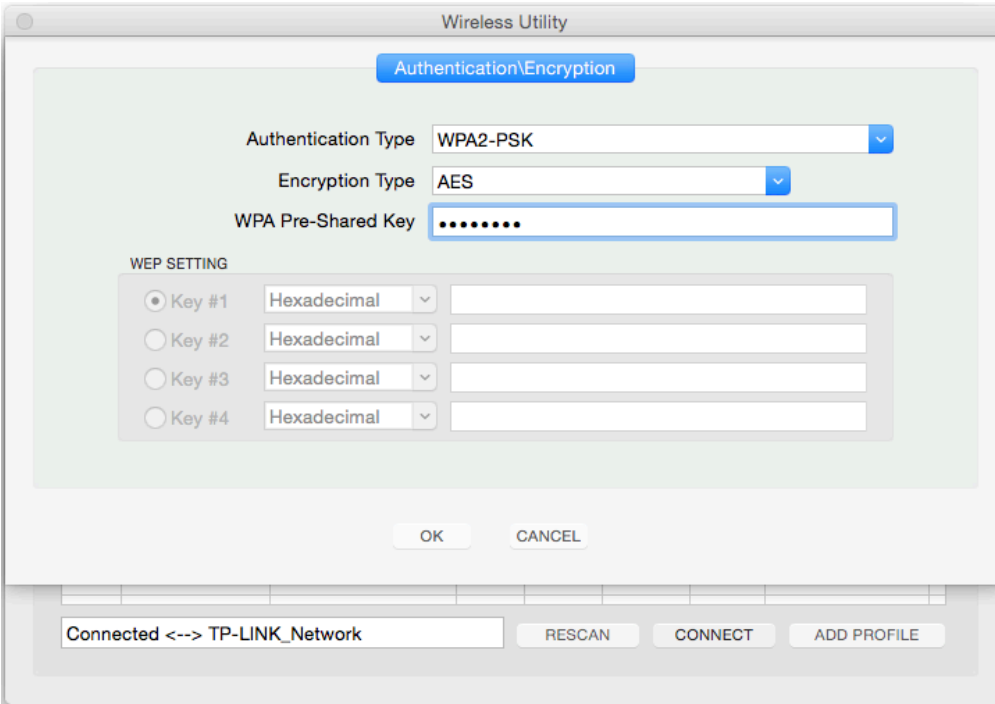 Wireless Utility
Authentication\Encryption
Authentication Type WPA2-PSK
Encryption Type AES
WPA Pre-Shared Key ••••••••
WEP SETTING
Key #1 Hexadecimal
Key #2 Hexadecimal
Key #3 Hexadecimal
Key #4 Hexadecimal
OK CANCEL
Connected <--> TP-LINK_Network RESCAN CONNECT ADD PROFILE